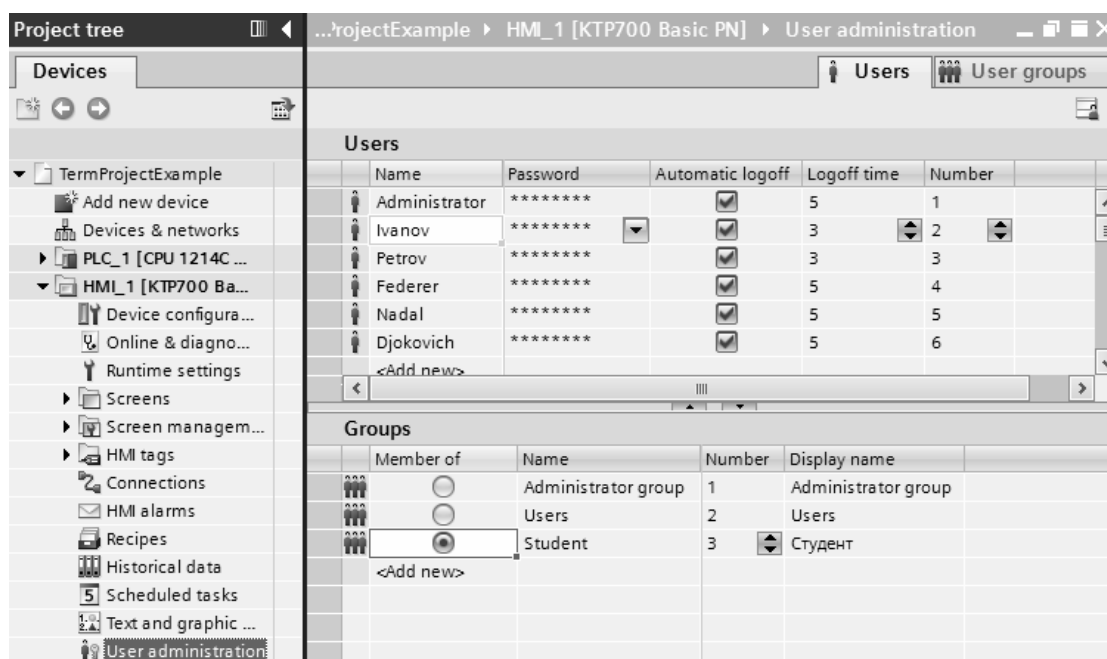 Project tree
...rojectExample ▸ HMI_1 [KTP700 Basic PN] ▸ User administration
Devices
Users
User groups
Users
Name Password Automatic logoff Logoff time Number
Administrator ******** 5 1
Ivanov ******** 3 2
Petrov ******** 3 3
Federer ******** 5 4
Nadal ******** 5 5
Djokovich ******** 5 6
<Add new>
Groups
Member of Name Number Display name
Administrator group 1 Administrator group
Users 2 Users
Student 3 Студент
<Add new>
TermProjectExample
Add new device
Devices & networks
PLC_1 [CPU 1214C ...
HMI_1 [KTP700 Ba...
Device configura...
Online & diagno...
Runtime settings
Screens
Screen managem...
HMI tags
Connections
HMI alarms
Recipes
Historical data
Scheduled tasks
Text and graphic ...
User administration